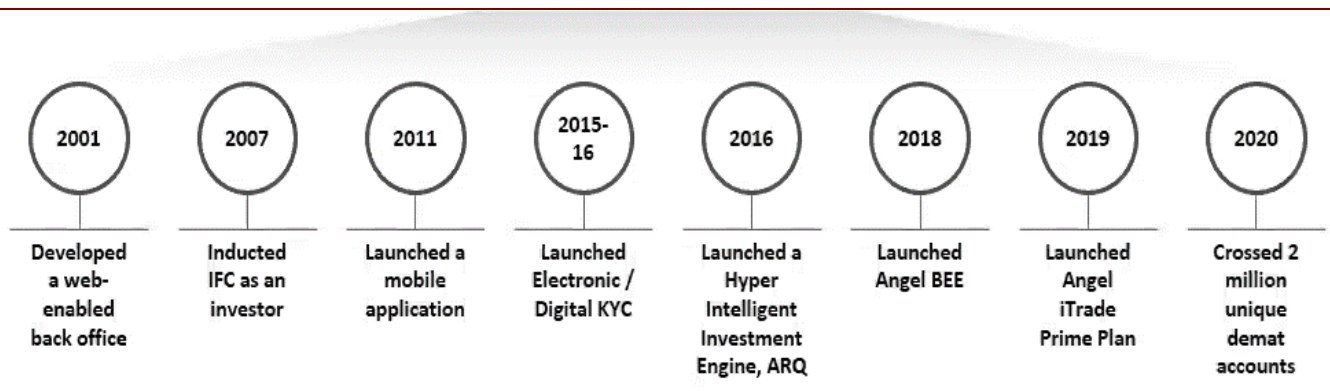 2001
Developed
a web-
enabled
back office
2007
Inducted
IFC as an
investor
2011
Launched a
mobile
application
2015-
16
Launched
Electronic /
Digital KYC
2016
Launched a
Hyper
Intelligent
Investment
Engine, ARQ
2018
Launched
Angel BEE
2019
Launched
Angel
iTrade
Prime Plan
2020
Crossed 2
million
unique
demat
accounts